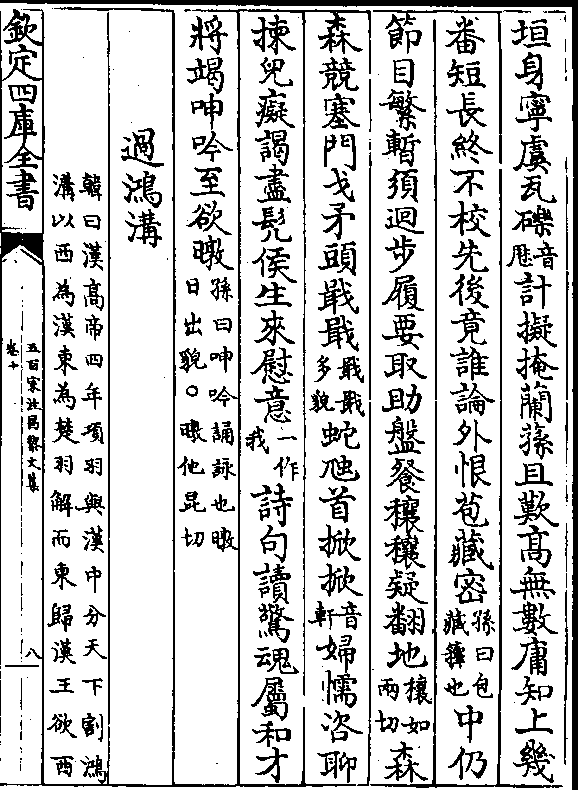 垣身寧虞瓦礫音厯計擬掩蘭蓀且歎高無數庸知上幾
番短長終不校先後竟誰論外恨苞藏密孫曰包藏籜也中仍
節目繁暫須迴步履要取助盤飱穰穰疑翻地穰如兩切森
森競塞門戈矛頭戢戢戢戢多貌蛇虺首掀掀音軒婦懦咨聊
揀兒癡謁盡髡侯生來慰意一作我詩句讀驚魂屬和才
將竭呻吟至欲暾孫曰呻吟誦詠也暾日出貌○暾他昆切
過鴻溝
韓曰漢高帝四年項羽與漢中分天下割鴻
溝以西為漢東為楚羽解而東歸漢王欲西
欽定四庫全書
五百家注昌黎文集
卷十
八